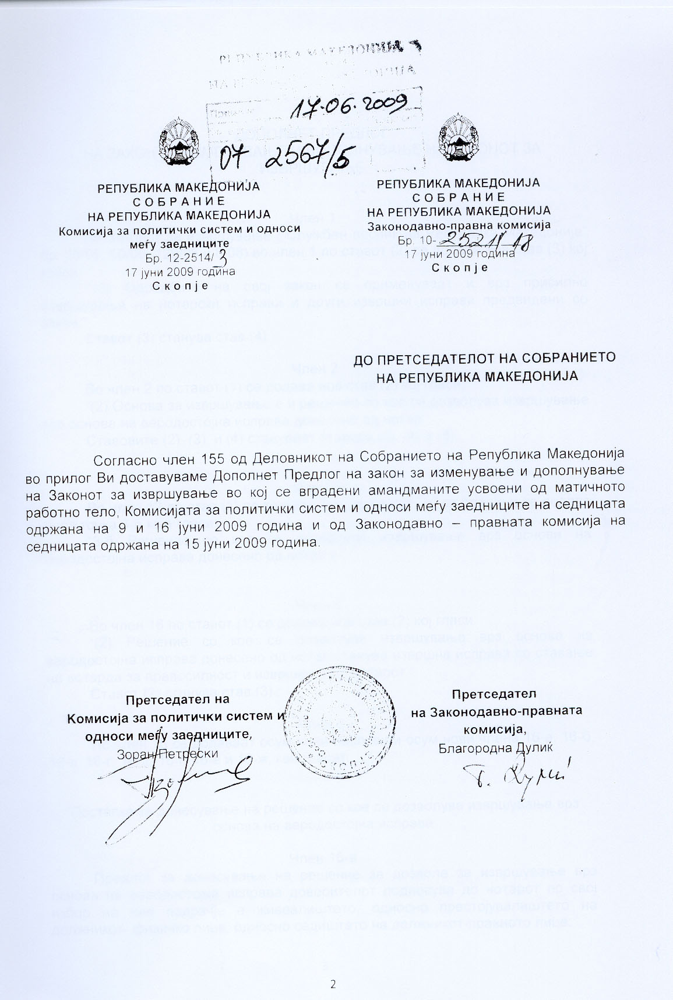 РЕПУБЛИКА МАКЕДОНИЈА
17.06.2009
07 2567/5
РЕПУБЛИКА МАКЕДОНИЈА
С О Б Р А Н И Е
НА РЕПУБЛИКА МАКЕДОНИЈА
Комисија за политички систем и односи
меѓу заедниците
Бр. 12-2514/3
17 јуни 2009 година
С к о п ј е
РЕПУБЛИКА МАКЕДОНИЈА
С О Б Р А Н И Е
НА РЕПУБЛИКА МАКЕДОНИЈА
Законодавно-правна комисија
Бр. 10-2521/18
17 јуни 2009 година
С к о п ј е
ДО ПРЕТСЕДАТЕЛОТ НА СОБРАНИЕТО
НА РЕПУБЛИКА МАКЕДОНИЈА
Согласно член 155 од Деловникот на Собранието на Република Македонија
во прилог Ви доставуваме Дополнет Предлог на закон за изменување и дополнување
на Законот за извршување во кој се вградени амандманите усвоени од матичното
работно тело, Комисијата за политички систем и односи меѓу заедниците на седницата
одржана на 9 и 16 јуни 2009 година и од Законодавно – правната комисија на
седницата одржана на 15 јуни 2009 година.
Претседател на
Комисија за политички систем и
односи меѓу заедниците,
Зоран Петрески
Претседател
на Законодавно-правната
комисија,
Благородна Дулиќ
2